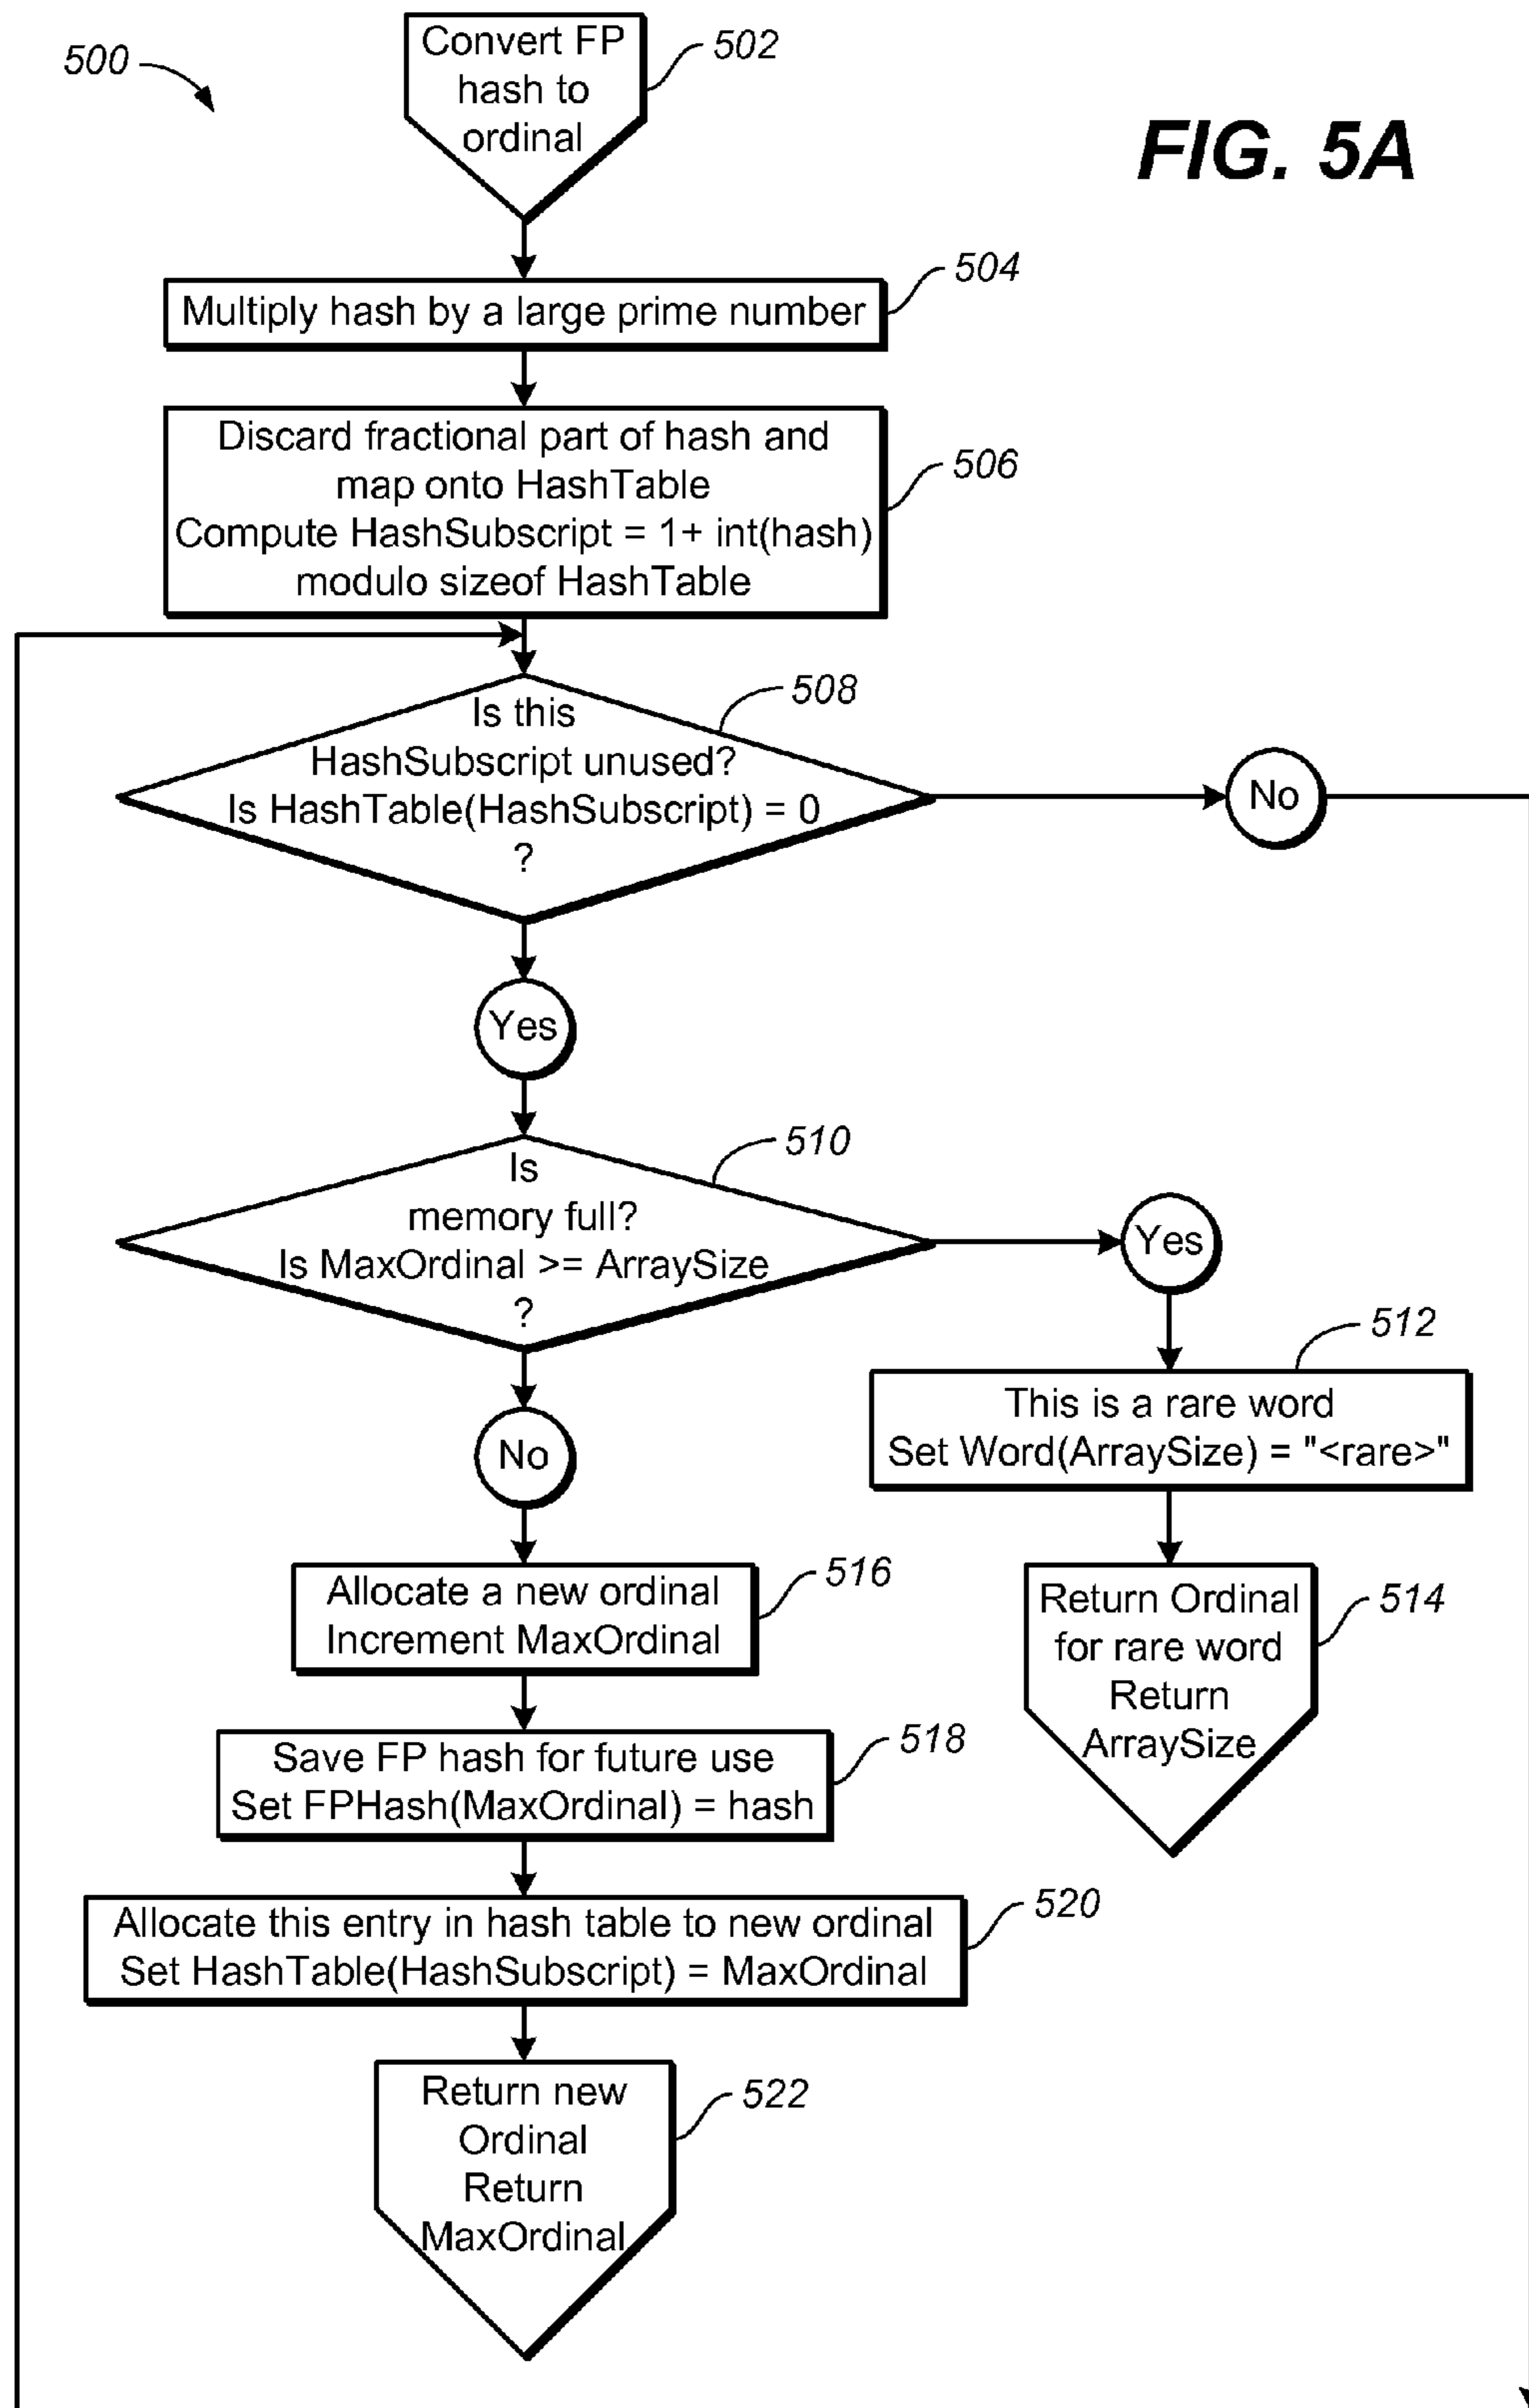 500
Convert FP
hash to
ordinal
502
FIG. 5A
Multiply hash by a large prime number
504
Discard fractional part of hash and
map onto HashTable
Compute HashSubscript = 1+ int(hash)
modulo sizeof HashTable
506
Is this
HashSubscript unused?
Is HashTable(HashSubscript) = 0
?
508
No
Yes
Is
memory full?
Is MaxOrdinal >= ArraySize
?
510
Yes
This is a rare word
Set Word(ArraySize) = "<rare>"
512
No
Return Ordinal
for rare word
Return
ArraySize
514
Allocate a new ordinal
Increment MaxOrdinal
516
Save FP hash for future use
Set FPHash(MaxOrdinal) = hash
518
Allocate this entry in hash table to new ordinal
Set HashTable(HashSubscript) = MaxOrdinal
520
Return new
Ordinal
Return
MaxOrdinal
522